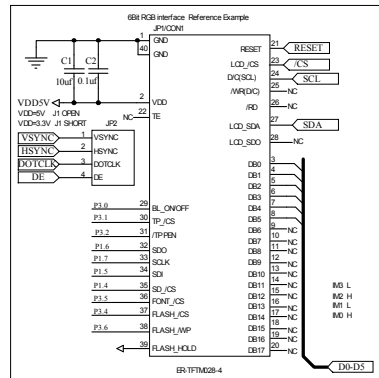 6Bit RGB interface Reference Example
JP1/CON1
1 GND
40 GND
C1 C2
10uf 0.1uf
VDD5V 2 VDD
VDD=5V J1 OPEN
VDD=3.3V J1 SHORT
NC 22 TE
JP2
VSYNC 1 VSYNC
HSYNC 2 HSYNC
DOTCLK 3 DOTCLK
DE 4 DE
P3.0 29 BL_ON/OFF
P3.1 30 TP_/CS
P3.2 31 /TPPEN
P1.6 32 SDO
P1.7 33 SCLK
P1.5 34 SDI
P1.4 35 SD_/CS
P3.5 36 FONT_/CS
P3.4 37 FLASH_/CS
P3.6 38 FLASH_/WP
39 FLASH_HOLD
RESET 21 RESET
LCD_/CS 23 /CS
D/C(SCL) 24 SCL
/WR(D/C) 25 NC
/RD 26 NC
LCD_SDA 27 SDA
LCD_SDO 28 NC
DB0 3
DB1 4
DB2 5
DB3 6
DB4 7
DB5 8
DB6 9 NC
DB7 10 NC
DB8 11 NC
DB9 12 NC
DB10 13 NC
DB11 14 NC
DB12 15 NC
DB13 16 NC
DB14 17 NC
DB15 18 NC
DB16 19 NC
DB17 20 NC
IM3 L
IM2 H
IM1 L
IM0 H
D0-D5
ER-TFTM028-4